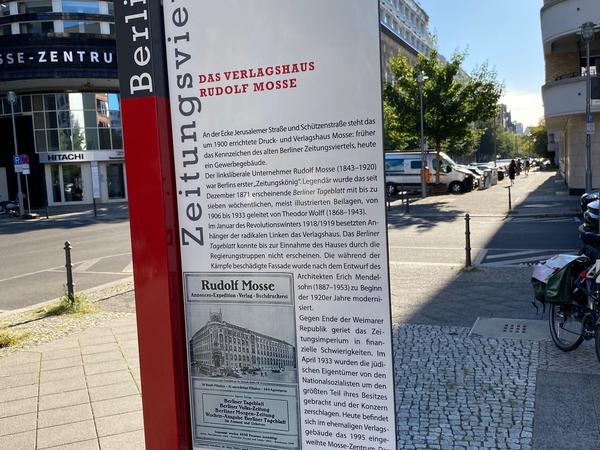 SSE-ZENTRU
HITACHI
Berli
Zeitungsvie
DAS VERLAGSHAUS
RUDOLF MOSSE
An der Ecke Jerusalemer Straße und Schützenstraße steht das
um 1900 errichtete Druck- und Verlagshaus Mosse: früher
das Kennzeichen des alten Berliner Zeitungsviertels, heute
ein Gewerbegebäude.
Der linksliberale Unternehmer Rudolf Mosse (1843–1920)
war Berlins erster „Zeitungskönig". Legendär wurde das seit
Dezember 1871 erscheinende Berliner Tageblatt mit bis zu
sieben wöchentlichen, meist illustrierten Beilagen, von
1906 bis 1933 geleitet von Theodor Wolff (1868–1943).
Im Januar des Revolutionswinters 1918/1919 besetzten An-
hänger der radikalen Linken das Verlagshaus. Das Berliner
Tageblatt konnte bis zur Einnahme des Hauses durch die
Regierungstruppen nicht erscheinen. Die während der
Kämpfe beschädigte Fassade wurde nach dem Entwurf des
Architekten Erich Mendel-
sohn (1887–1953) zu Beginn
der 1920er Jahre moderni-
siert.
Gegen Ende der Weimarer
Republik geriet das Zei-
tungsimperium in finan-
zielle Schwierigkeiten. Im
April 1933 wurden die jüdi-
schen Eigentümer von den
Nationalsozialisten um den
größten Teil ihres Besitzes
gebracht und der Konzern
zerschlagen. Heute befindet
sich im ehemaligen Verlags-
gebäude das 1995 einge-
weihte Mosse-Zentrum. Der
Rudolf Mosse
Annoncen-Expedition · Verlag · Buchdruckerei
Berliner Tageblatt
Berliner Volks-Zeitung
Berliner Morgen-Zeitung
Wochen-Ausgabe Berliner Tageblatt